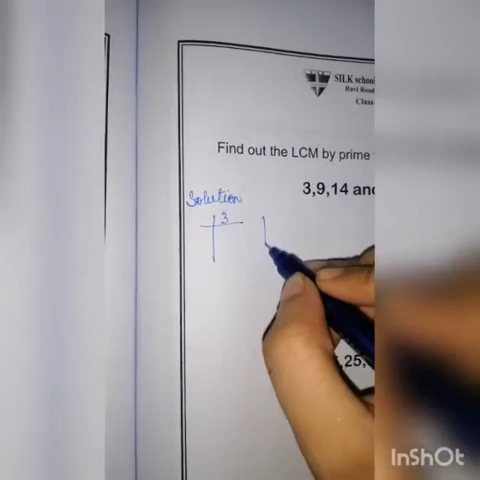 SILK school
Ravi Road
Class
Find out the LCM by prime
3,9,14 and
Solution
3
25,
InShOt